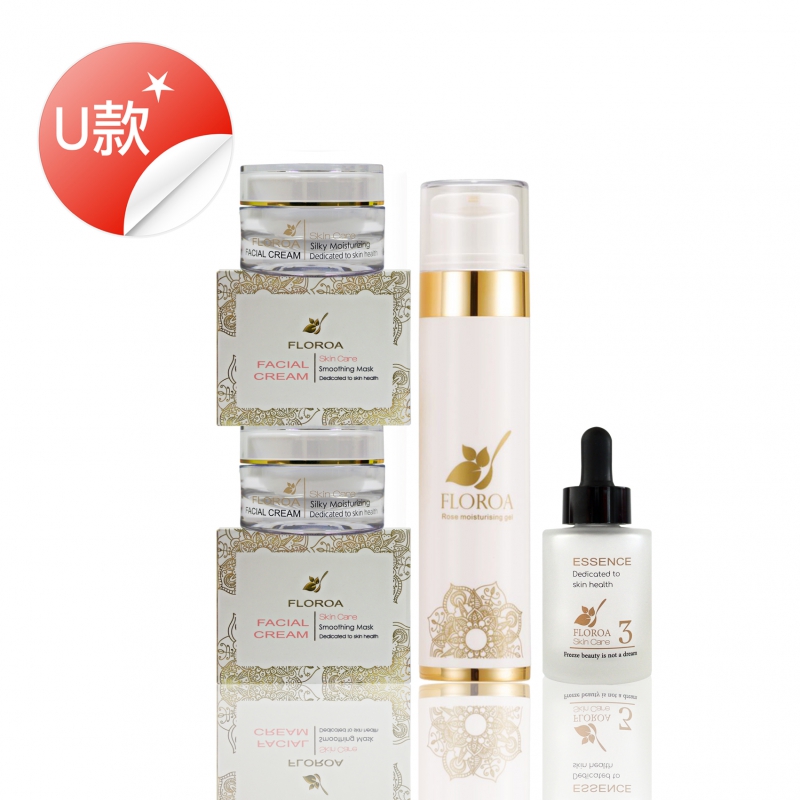 U款
FLOROA
FACIAL CREAM
Skin Care
Silky Moisturizing
Dedicated to skin health
FLOROA
FACIAL
CREAM
Skin Care
Smoothing Mask
Dedicated to skin health
FLOROA
FACIAL CREAM
Skin Care
Silky Moisturizing
Dedicated to skin health
FLOROA
FACIAL
CREAM
Skin Care
Smoothing Mask
Dedicated to skin health
FLOROA
Rose moisturising gel
ESSENCE
Dedicated to
skin health
FLOROA
Skin Care
3
Freeze beauty is not a dream